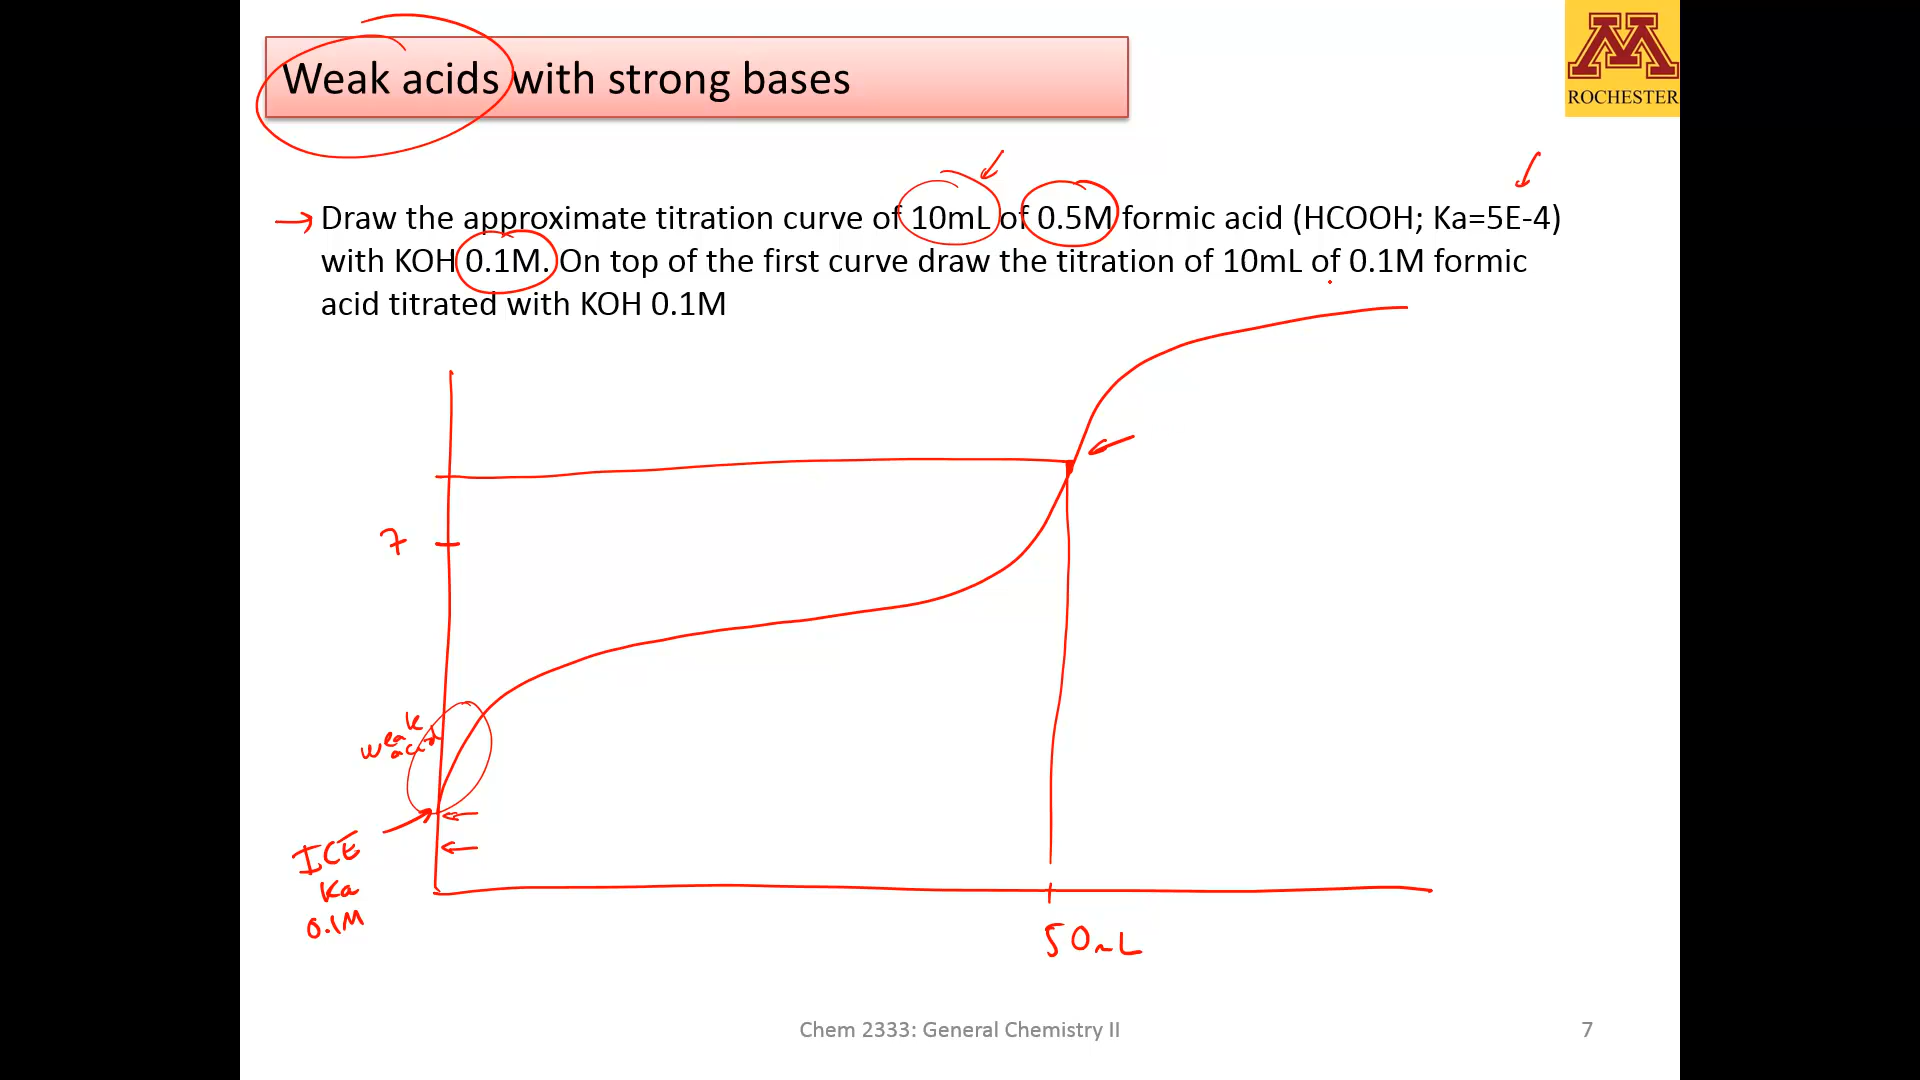 Weak acids with strong bases
M
ROCHESTER
Draw the approximate titration curve of 10mL of 0.5M formic acid (HCOOH; Ka=5E-4)
with KOH 0.1M. On top of the first curve draw the titration of 10mL of 0.1M formic
acid titrated with KOH 0.1M
7
weak
acid
ICE
Ka
0.1M
50mL
Chem 2333: General Chemistry II
7